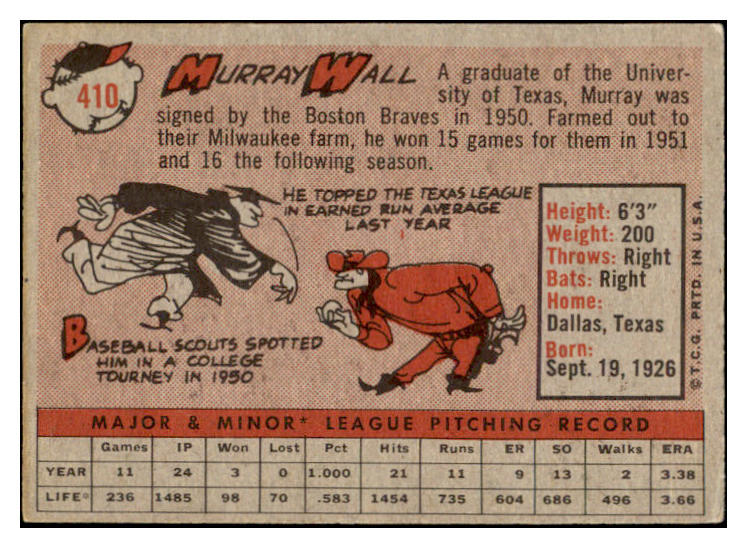 410
MURRAY WALL
A graduate of the Univer-
sity of Texas, Murray was
signed by the Boston Braves in 1950. Farmed out to
their Milwaukee farm, he won 15 games for them in 1951
and 16 the following season.
HE TOPPED THE TEXAS LEAGUE
IN EARNED RUN AVERAGE
LAST YEAR
BASEBALL SCOUTS SPOTTED
HIM IN A COLLEGE
TOURNEY IN 1950
Height: 6'3"
Weight: 200
Throws: Right
Bats: Right
Home:
Dallas, Texas
Born:
Sept. 19, 1926
© T.C.G. PRTD. IN U.S.A.
MAJOR & MINOR* LEAGUE PITCHING RECORD
Games IP Won Lost Pct Hits Runs ER SO Walks ERA
YEAR 11 24 3 0 1.000 21 11 9 13 2 3.38
LIFE* 236 1485 98 70 .583 1454 735 604 686 496 3.66